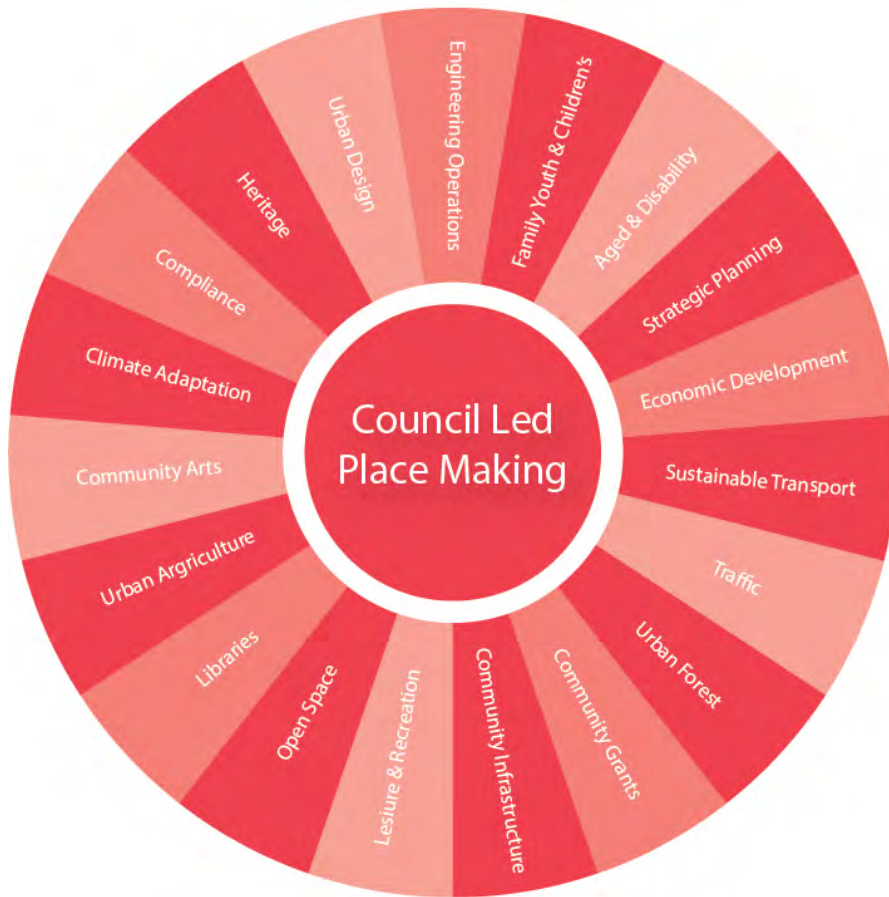 Council Led
Place Making
Engineering Operations
Family Youth & Children's
Aged & Disability
Strategic Planning
Economic Development
Sustainable Transport
Traffic
Urban Forest
Community Grants
Community Infrastructure
Lesiure & Recreation
Open Space
Libraries
Urban Argriculture
Community Arts
Climate Adaptation
Compliance
Heritage
Urban Design